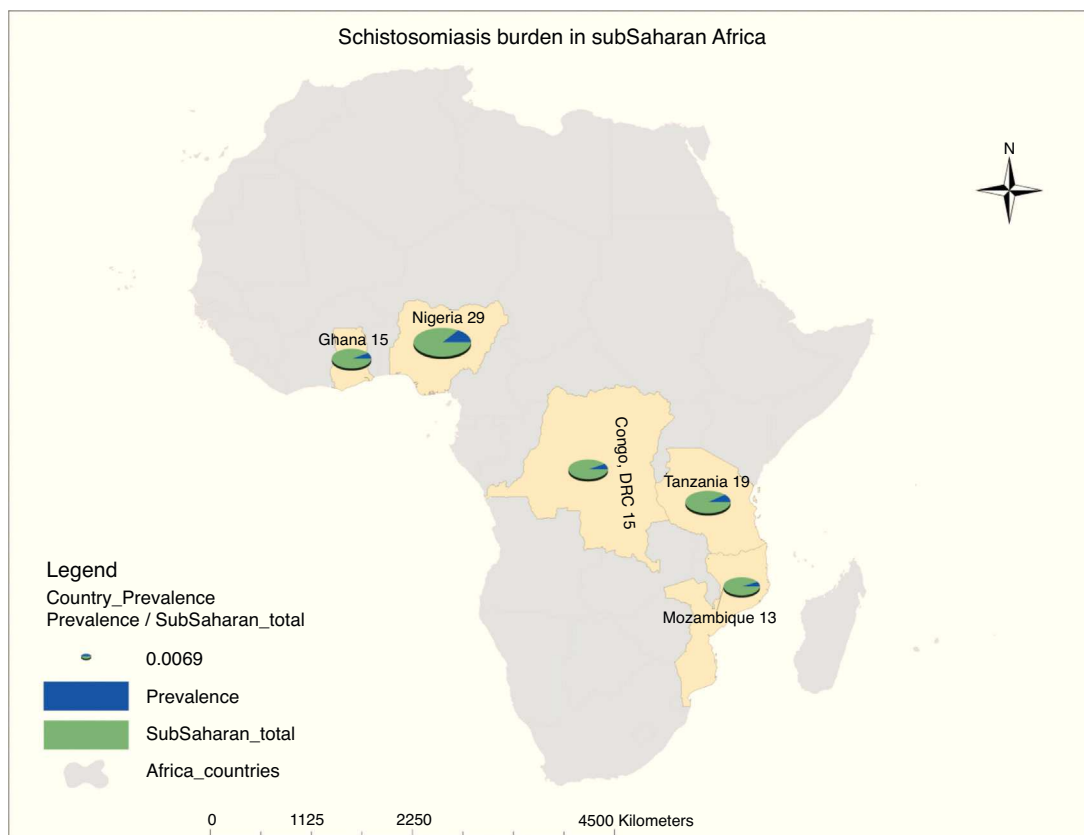 Schistosomiasis burden in subSaharan Africa
N
Nigeria 29
Ghana 15
Congo, DRC 15
Tanzania 19
Mozambique 13
Legend
Country_Prevalence
Prevalence / SubSaharan_total
0.0069
Prevalence
SubSaharan_total
Africa_countries
0 1125 2250 4500 Kilometers